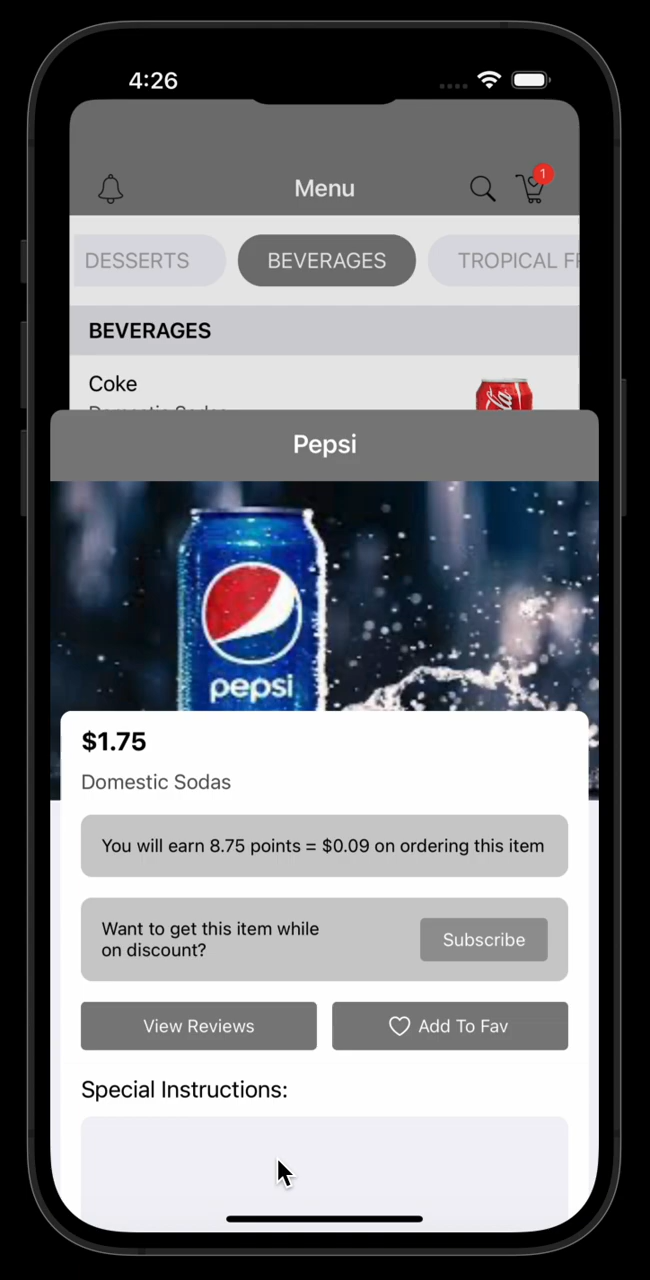 4:26
Menu
1
DESSERTS
BEVERAGES
TROPICAL
BEVERAGES
Coke
Domestic Sodas
Pepsi
pepsi
$1.75
Domestic Sodas
You will earn 8.75 points = $0.09 on ordering this item
Want to get this item while
on discount?
Subscribe
View Reviews
Add To Fav
Special Instructions: